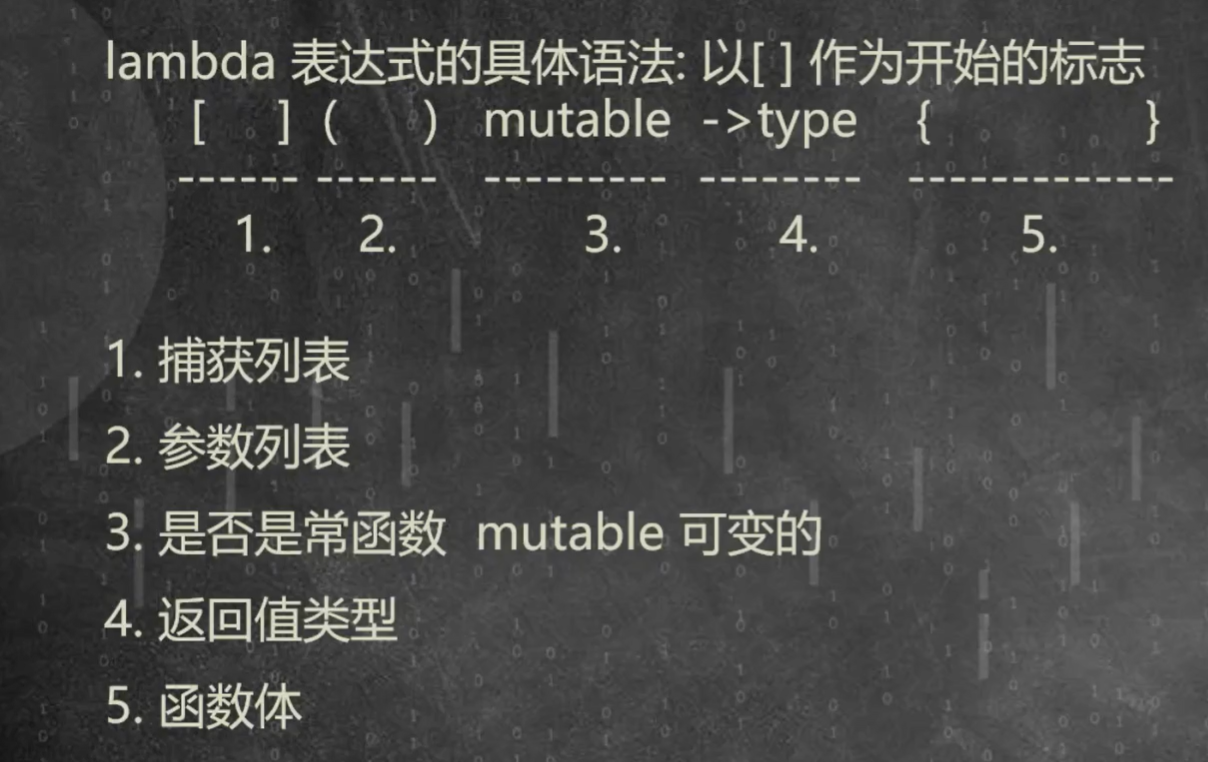 lambda 表达式的具体语法: 以[ ] 作为开始的标志
[ ] ( ) mutable ->type { }
------ ------ --------- -------- -------------
1. 2. 3. 4. 5.
1. 捕获列表
2. 参数列表
3. 是否是常函数 mutable 可变的
4. 返回值类型
5. 函数体